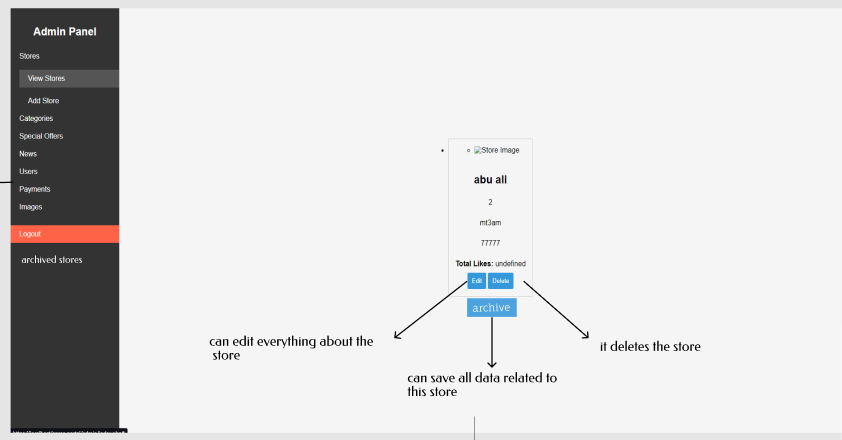 Admin Panel
Stores
View Stores
Add Store
Categories
Special Offers
News
Users
Payments
Images
Logout
archived stores
Store Image
abu ali
2
mt3am
77777
Total Likes: undefined
Edit Delete
archive
can edit everything about the
store
it deletes the store
can save all data related to
this store